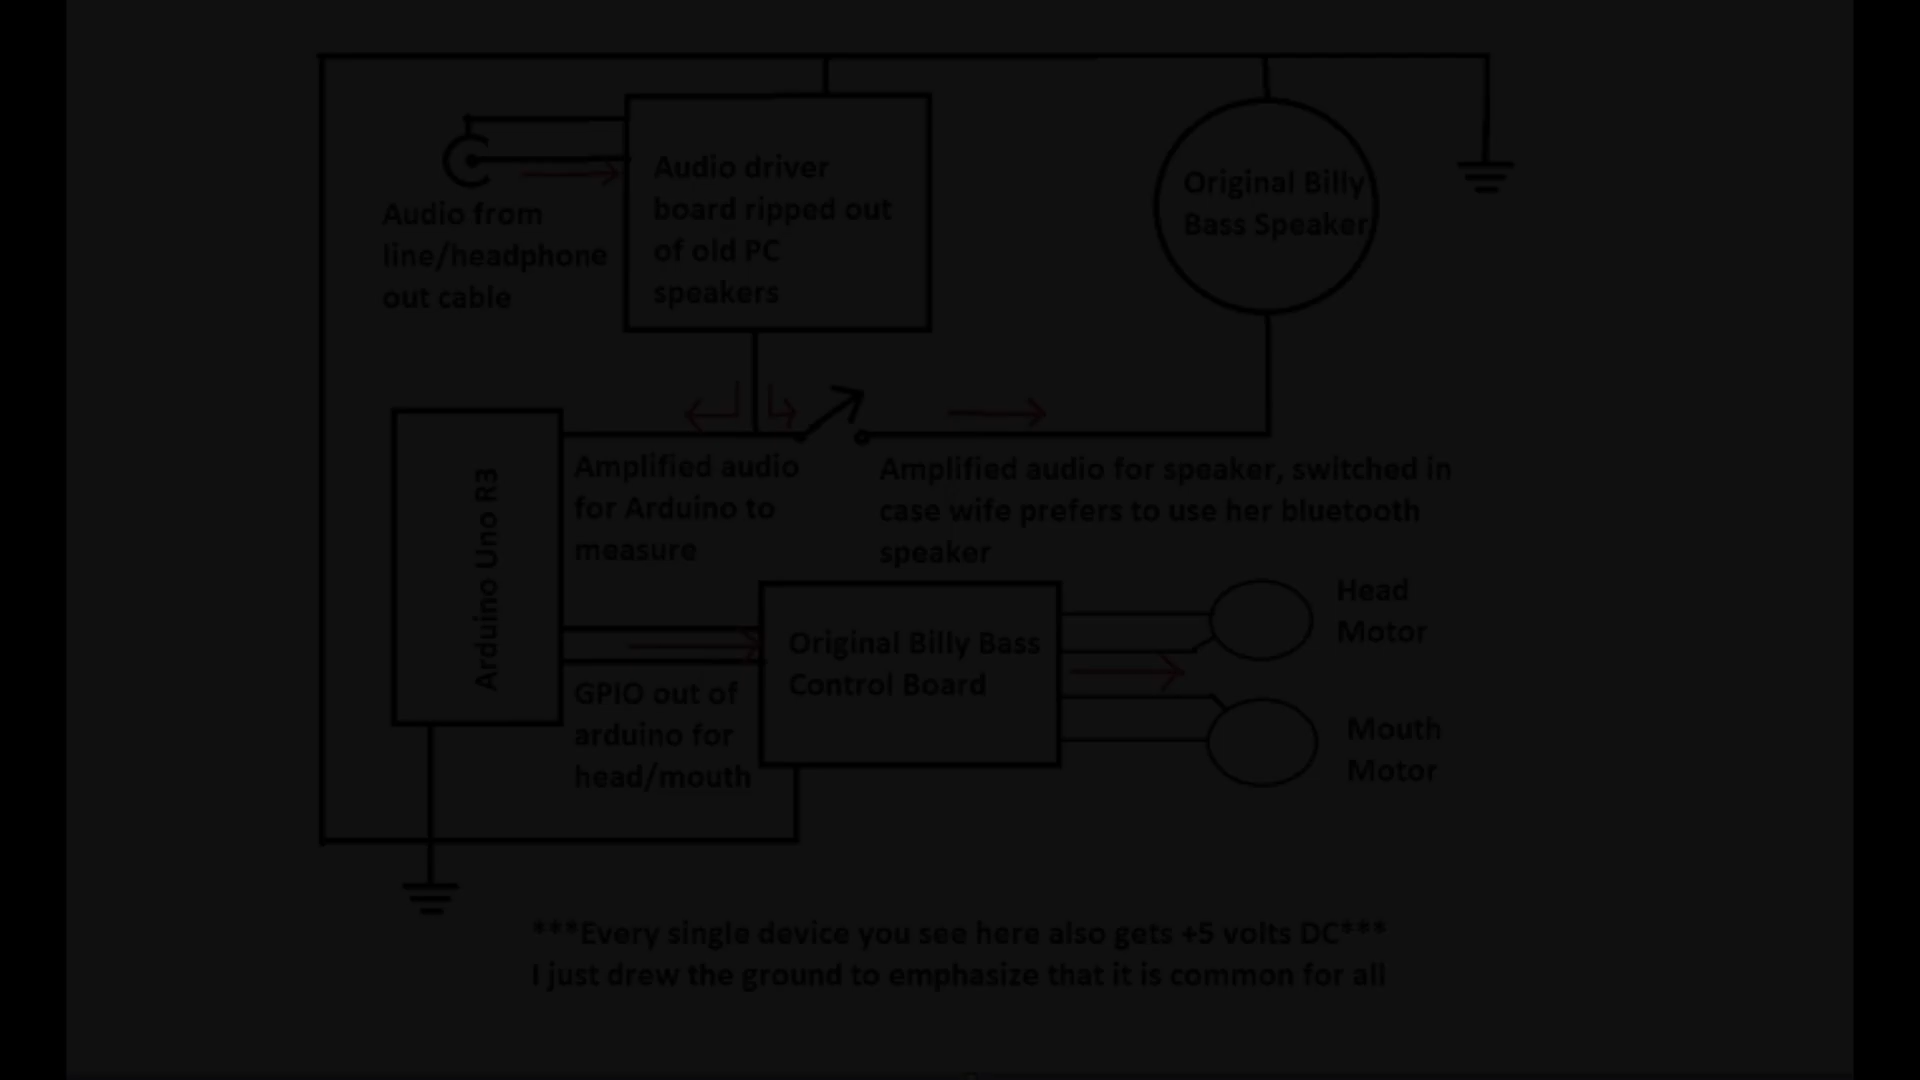 Audio driver
board ripped out
of old PC
speakers
Original Billy
Bass Speaker
Audio from
line/headphone
out cable
Arduino Uno R3
Amplified audio
for Arduino to
measure
Amplified audio for speaker, switched in
case wife prefers to use her bluetooth
speaker
Original Billy Bass
Control Board
Head
Motor
GPIO out of
arduino for
head/mouth
Mouth
Motor
***Every single device you see here also gets +5 volts DC***
I just drew the ground to emphasize that it is common for all